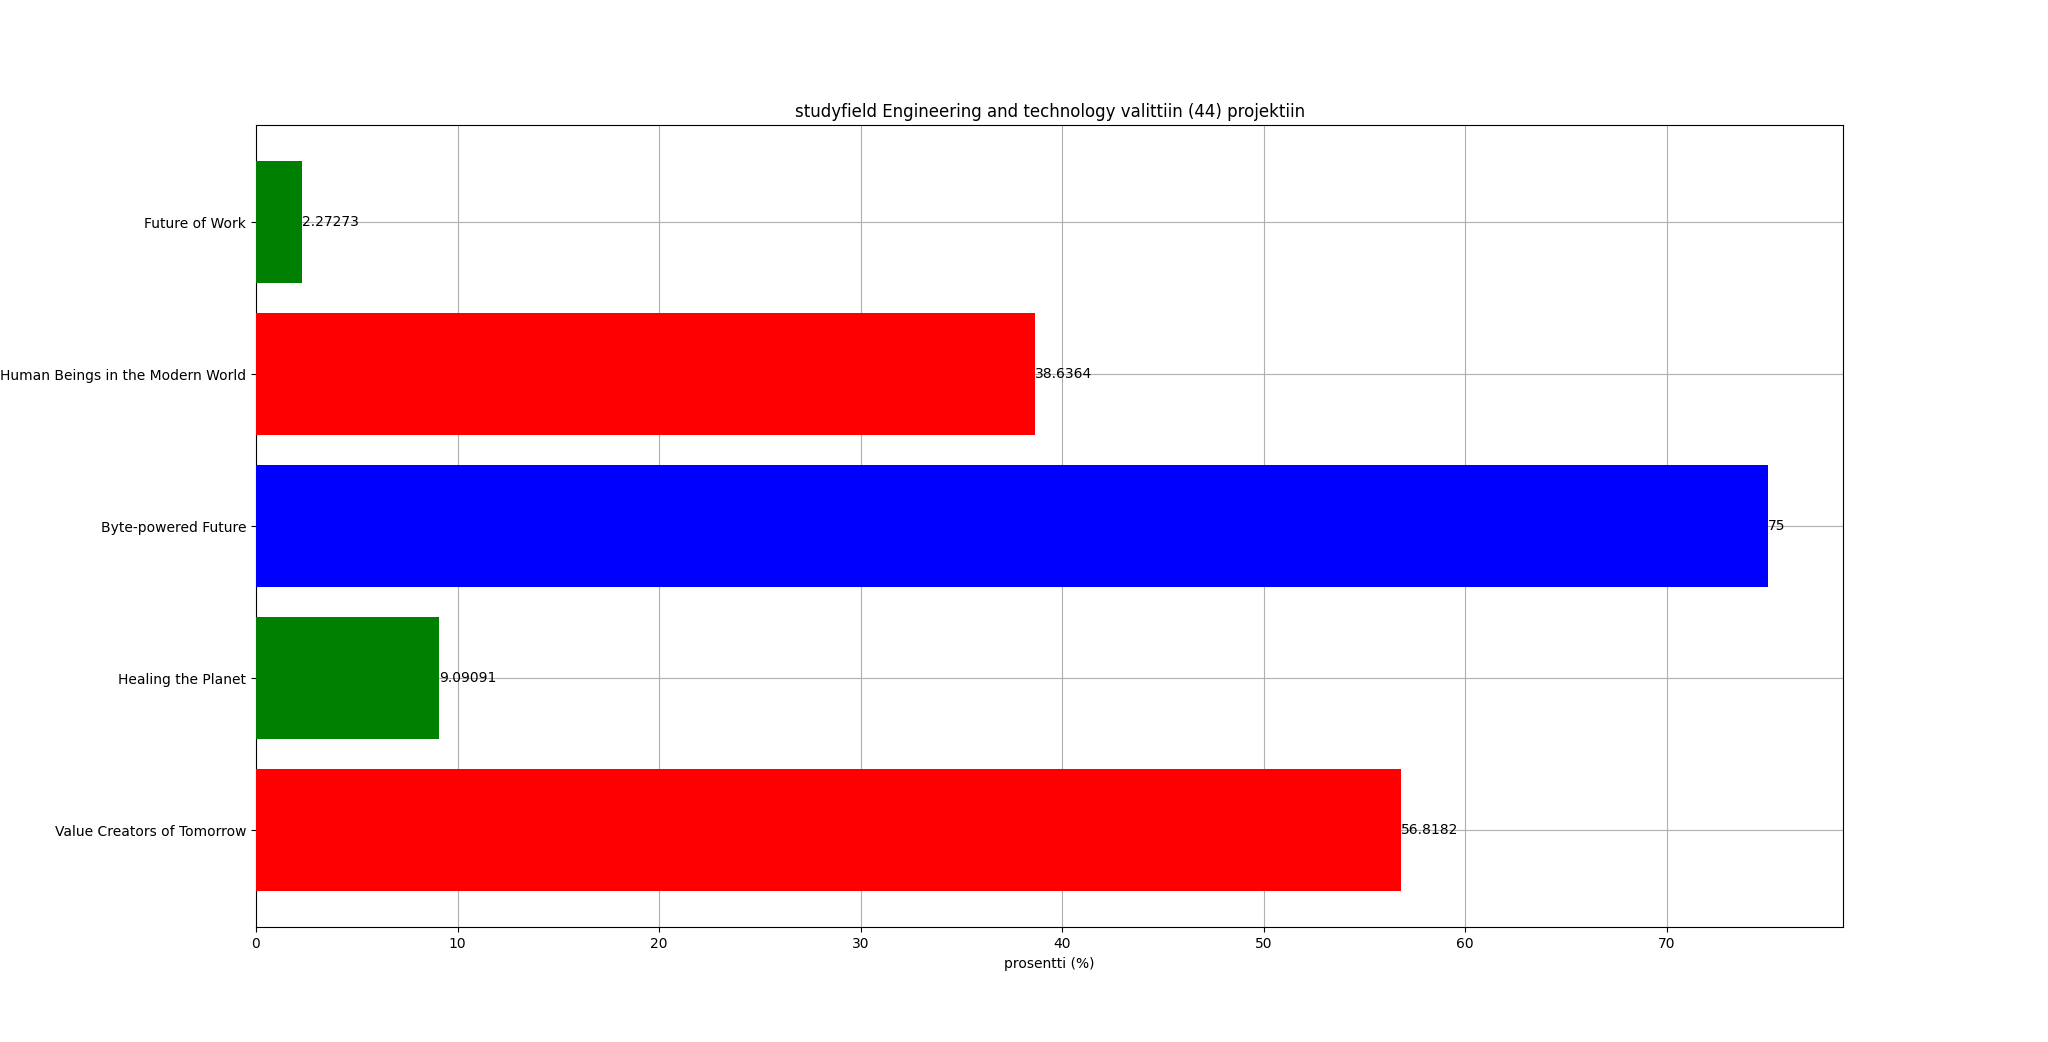 studyfield Engineering and technology valittiin (44) projektiin
Future of Work
2.27273
Human Beings in the Modern World
38.6364
Byte-powered Future
75
Healing the Planet
9.09091
Value Creators of Tomorrow
56.8182
0 10 20 30 40 50 60 70
prosentti (%)